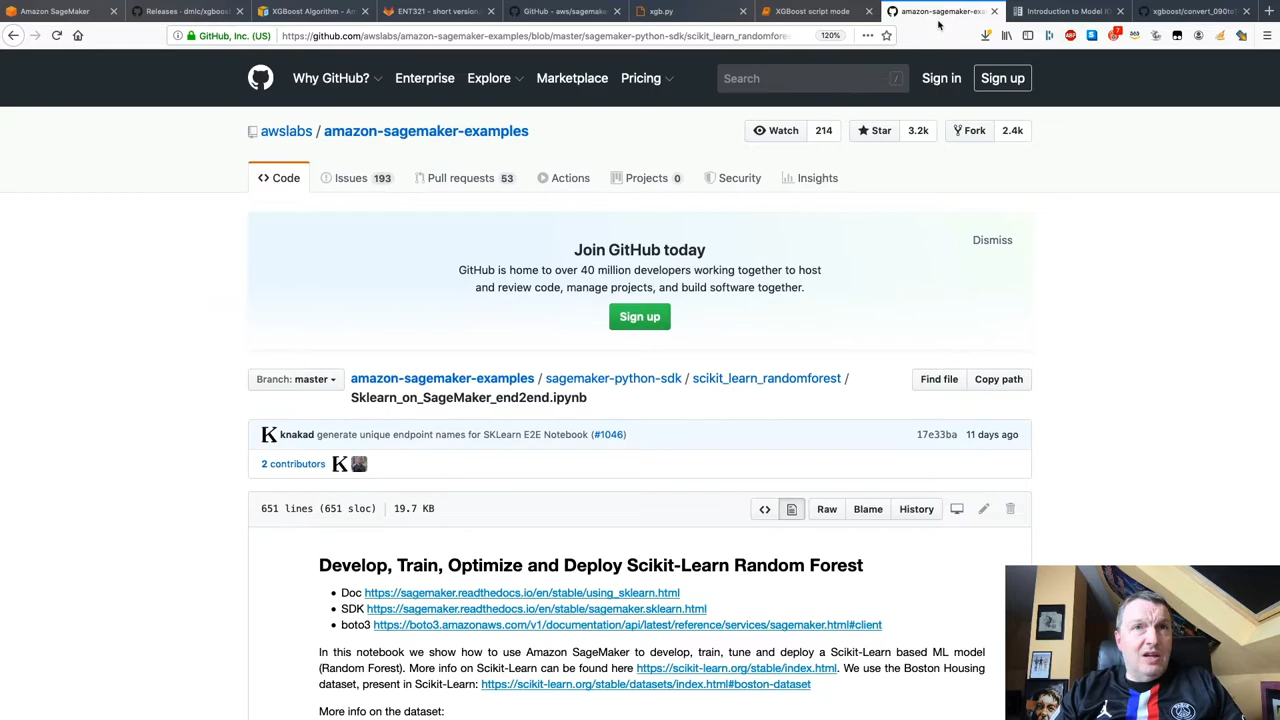 Amazon SageMaker
Releases · dmlc/xgboos
XGBoost Algorithm - Am
ENT321 - short version.
GitHub - aws/sagemake
xgb.py
XGBoost script mode
amazon-sagemaker-exa
Introduction to Model I
xgboost/convert_090to1
GitHub, Inc. (US)
https://github.com/awslabs/amazon-sagemaker-examples/blob/master/sagemaker-python-sdk/scikit_learn_randomfore
120%
Why GitHub?
Enterprise
Explore
Marketplace
Pricing
Search
/
Sign in
Sign up
awslabs / amazon-sagemaker-examples
Watch 214
Star 3.2k
Fork 2.4k
Code
Issues 193
Pull requests 53
Actions
Projects 0
Security
Insights
Join GitHub today
Dismiss
GitHub is home to over 40 million developers working together to host
and review code, manage projects, and build software together.
Sign up
Branch: master
amazon-sagemaker-examples / sagemaker-python-sdk / scikit_learn_randomforest /
Sklearn_on_SageMaker_end2end.ipynb
Find file
Copy path
knakad generate unique endpoint names for SKLearn E2E Notebook (#1046)
17e33ba 11 days ago
2 contributors
651 lines (651 sloc) 19.7 KB
Raw
Blame
History
Develop, Train, Optimize and Deploy Scikit-Learn Random Forest
• Doc https://sagemaker.readthedocs.io/en/stable/using_sklearn.html
• SDK https://sagemaker.readthedocs.io/en/stable/sagemaker.sklearn.html
• boto3 https://boto3.amazonaws.com/v1/documentation/api/latest/reference/services/sagemaker.html#client
In this notebook we show how to use Amazon SageMaker to develop, train, tune and deploy a Scikit-Learn based ML model
(Random Forest). More info on Scikit-Learn can be found here https://scikit-learn.org/stable/index.html. We use the Boston Housing
dataset, present in Scikit-Learn: https://scikit-learn.org/stable/datasets/index.html#boston-dataset
More info on the dataset: